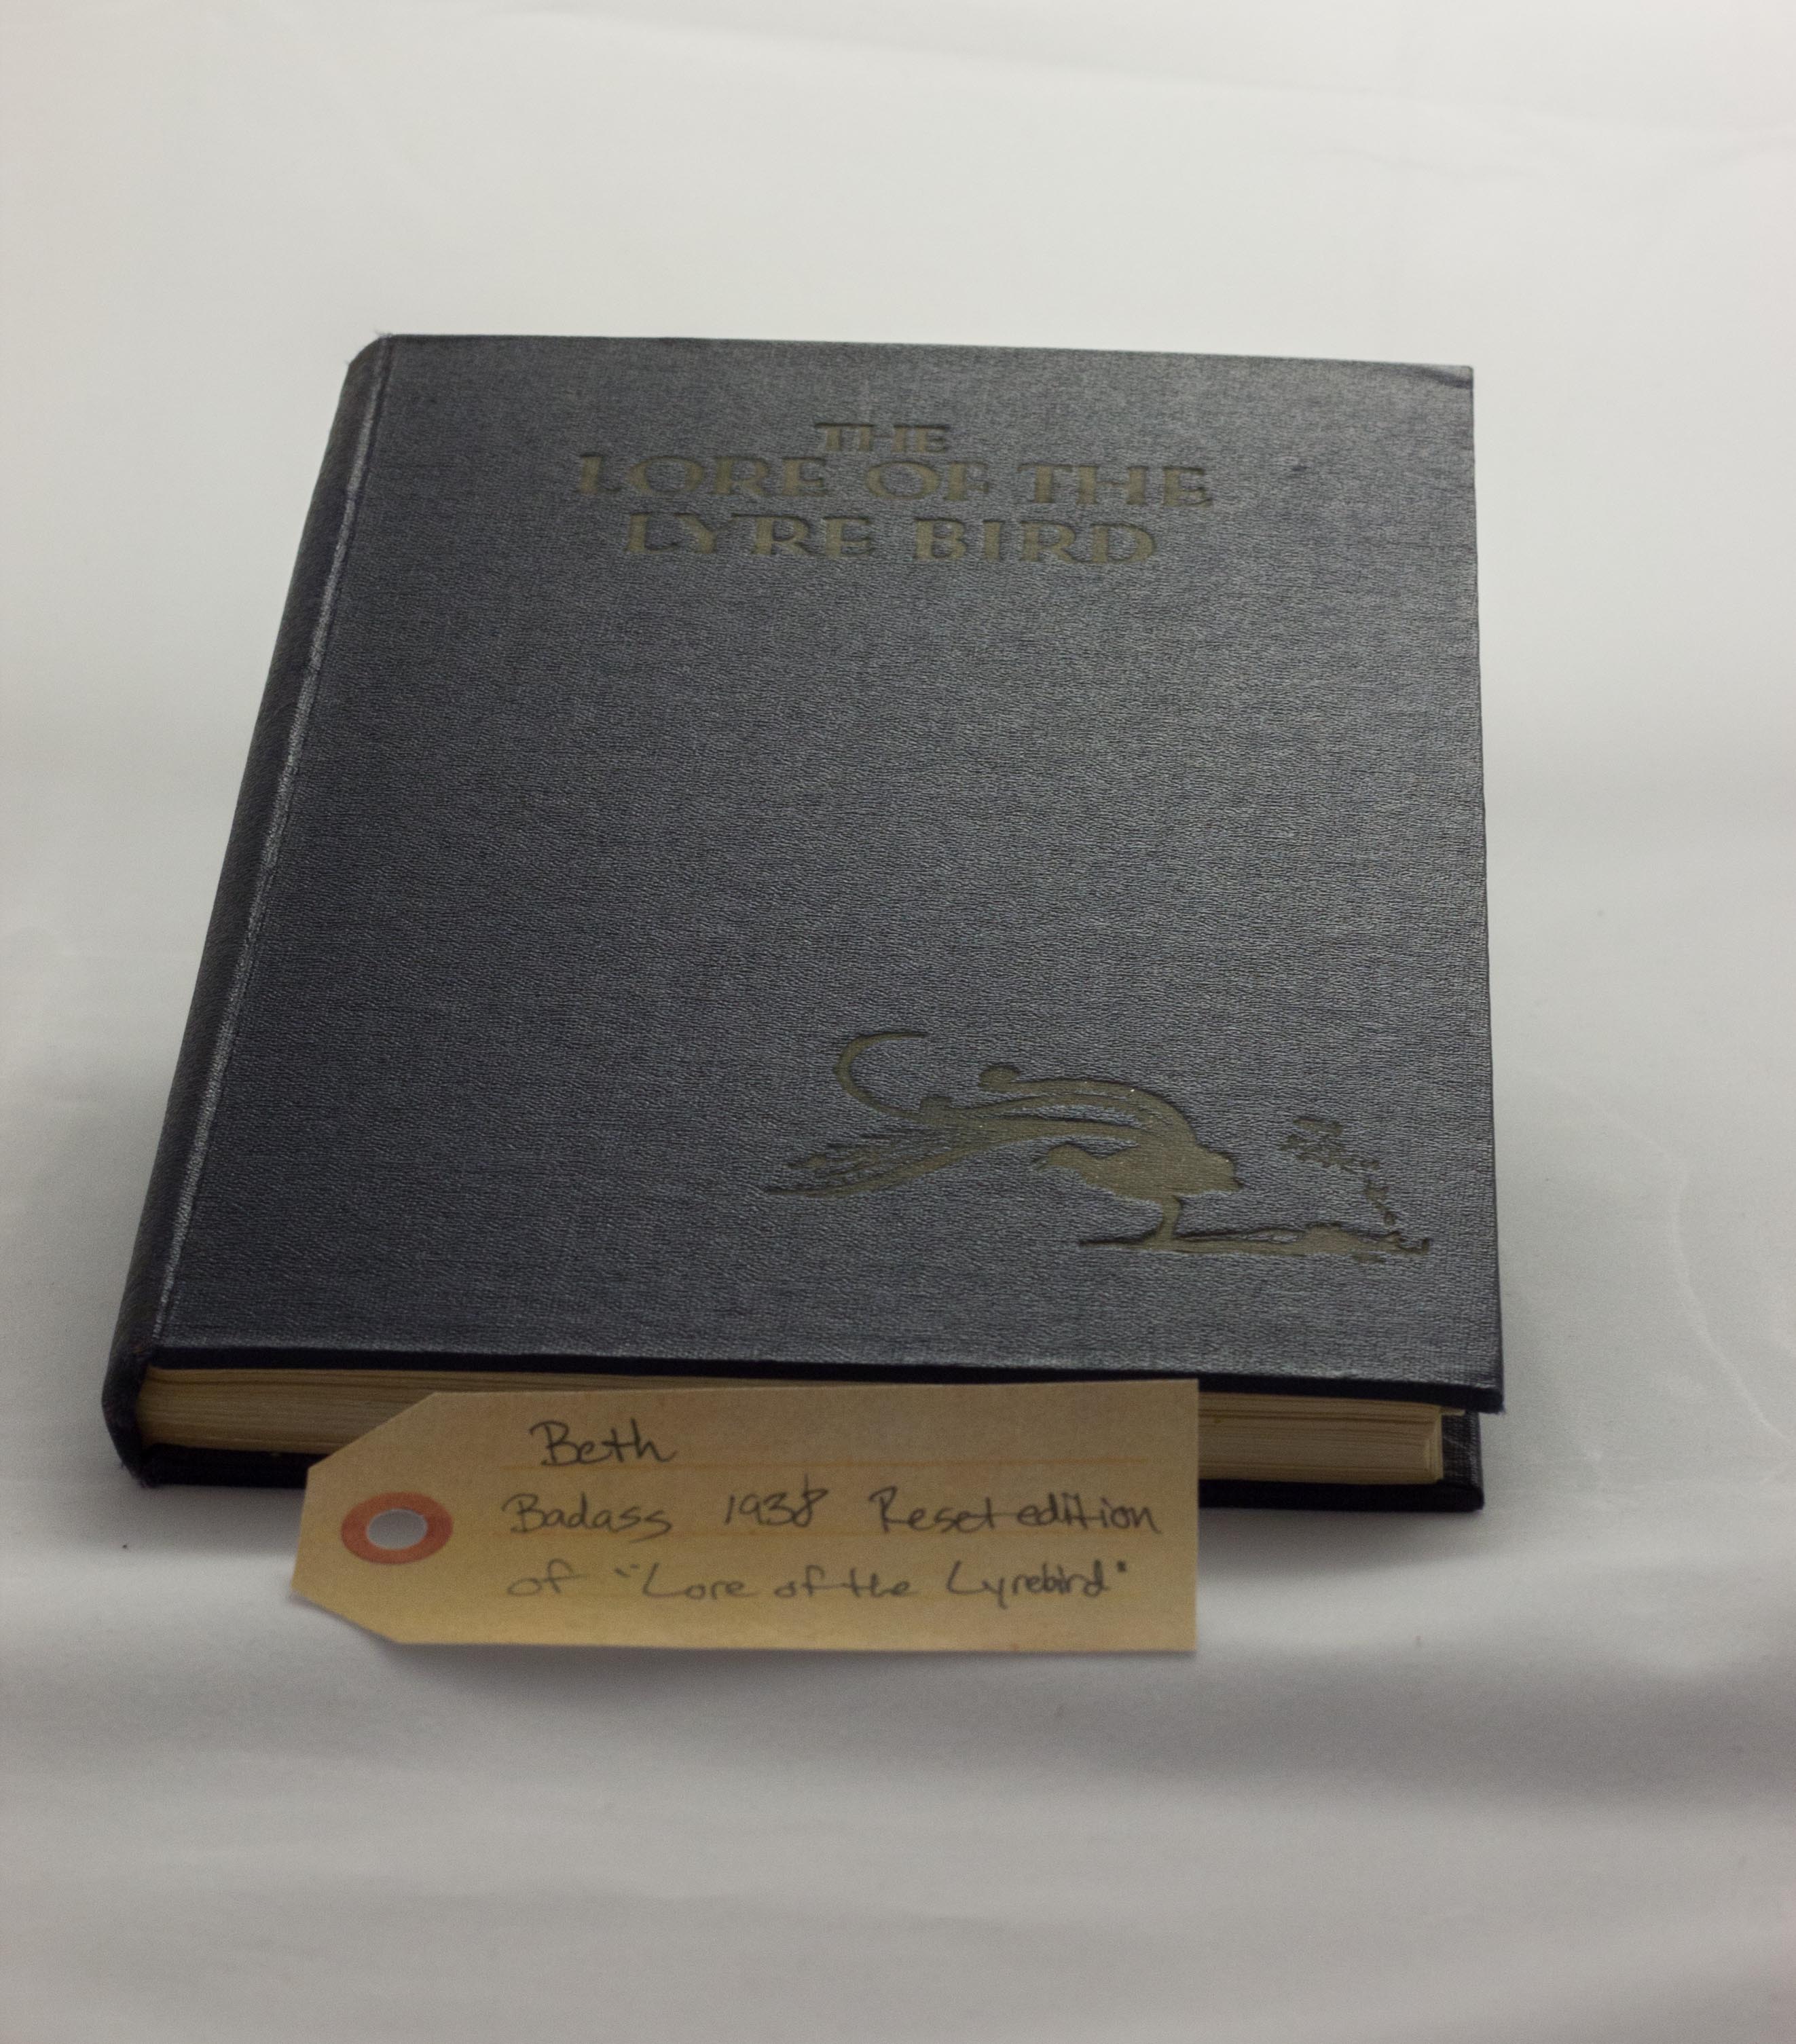 THE
LORE OF THE
LYRE BIRD
Beth
Badass 1938 Reset edition
of "Lore of the Lyrebird"